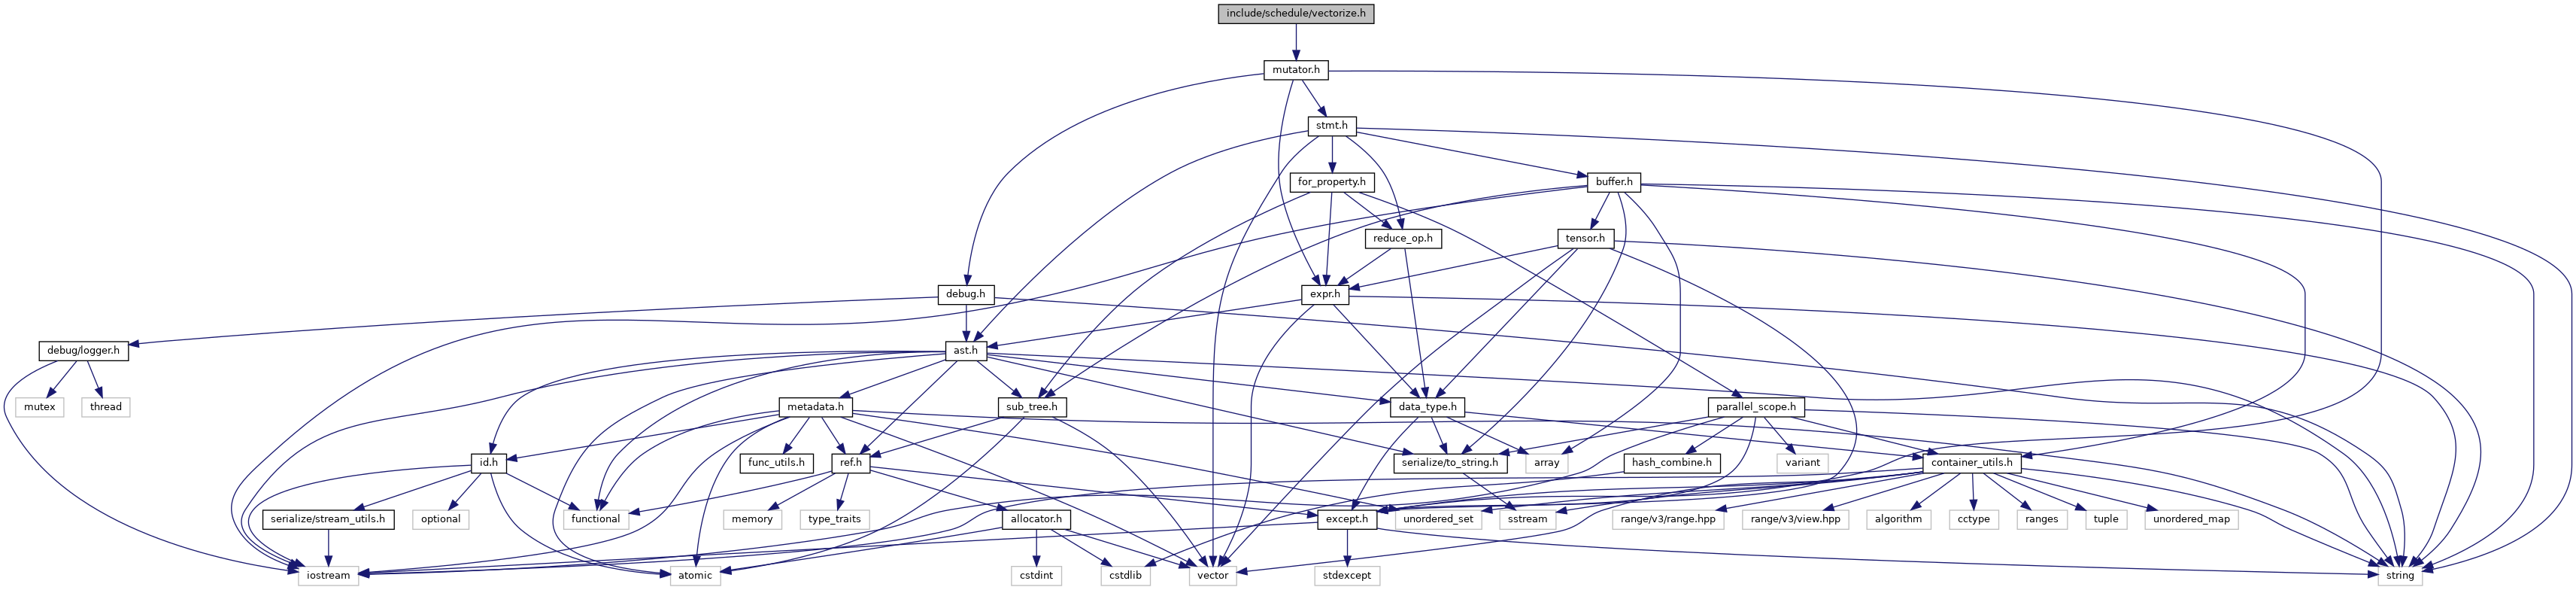 include/schedule/vectorize.h
mutator.h
stmt.h
for_property.h
buffer.h
reduce_op.h
tensor.h
debug.h
expr.h
debug/logger.h
ast.h
mutex
thread
metadata.h
sub_tree.h
data_type.h
parallel_scope.h
id.h
func_utils.h
ref.h
serialize/to_string.h
array
hash_combine.h
variant
container_utils.h
serialize/stream_utils.h
optional
functional
memory
type_traits
allocator.h
except.h
unordered_set
sstream
range/v3/range.hpp
range/v3/view.hpp
algorithm
cctype
ranges
tuple
unordered_map
iostream
atomic
cstdint
cstdlib
vector
stdexcept
string